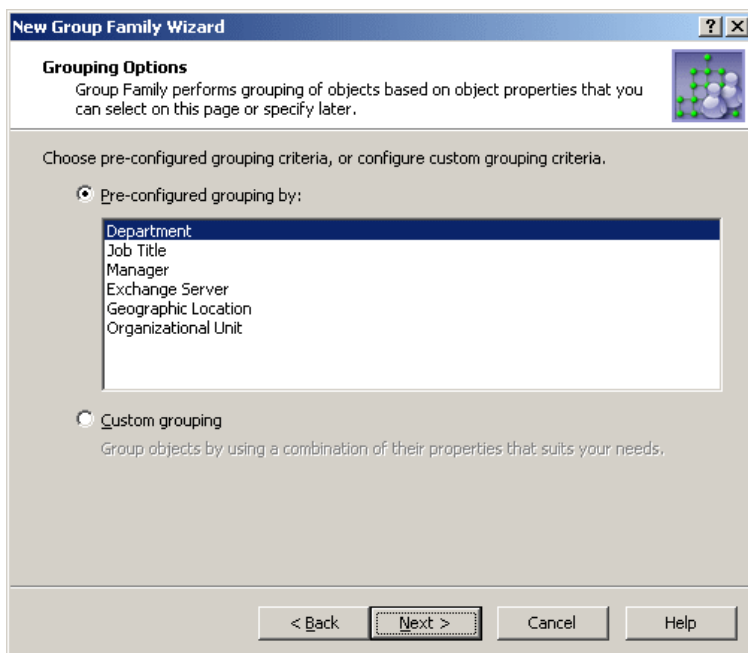 New Group Family Wizard
Grouping Options
Group Family performs grouping of objects based on object properties that you
can select on this page or specify later.
Choose pre-configured grouping criteria, or configure custom grouping criteria.
Pre-configured grouping by:
Department
Job Title
Manager
Exchange Server
Geographic Location
Organizational Unit
Custom grouping
Group objects by using a combination of their properties that suits your needs.
< Back
Next >
Cancel
Help